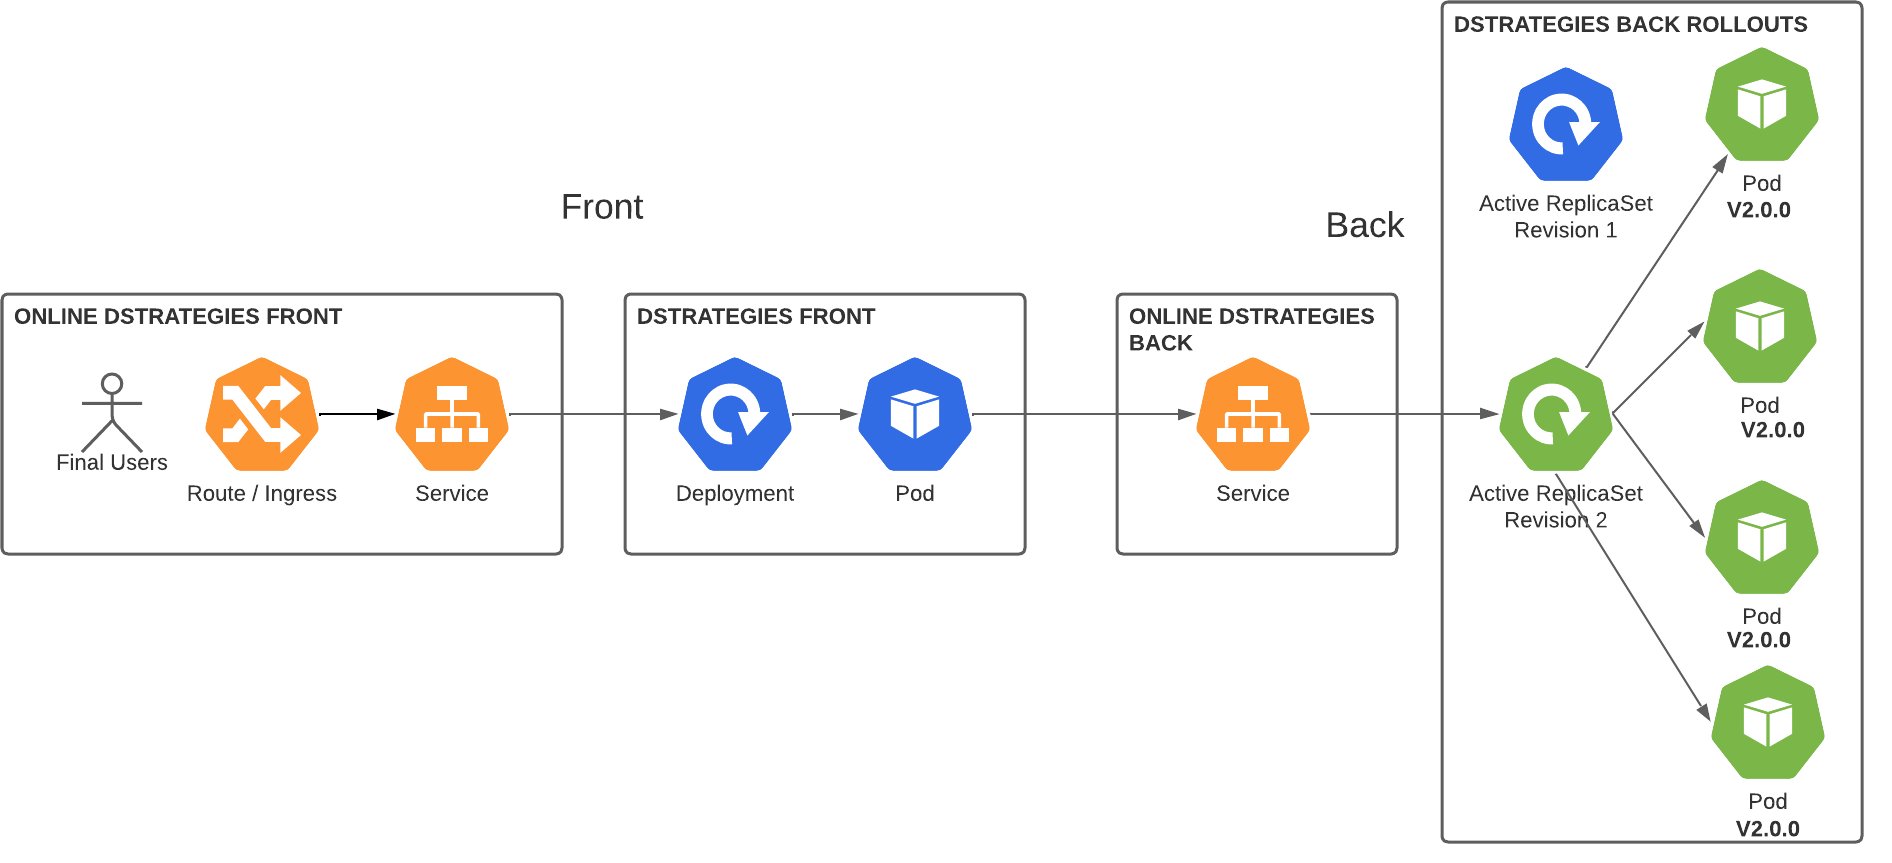 Front
Back
ONLINE DSTRATEGIES FRONT
Final Users
Route / Ingress
Service
DSTRATEGIES FRONT
Deployment
Pod
ONLINE DSTRATEGIES
BACK
Service
DSTRATEGIES BACK ROLLOUTS
Active ReplicaSet
Revision 1
Pod
V2.0.0
Active ReplicaSet
Revision 2
Pod
V2.0.0
Pod
V2.0.0
Pod
V2.0.0